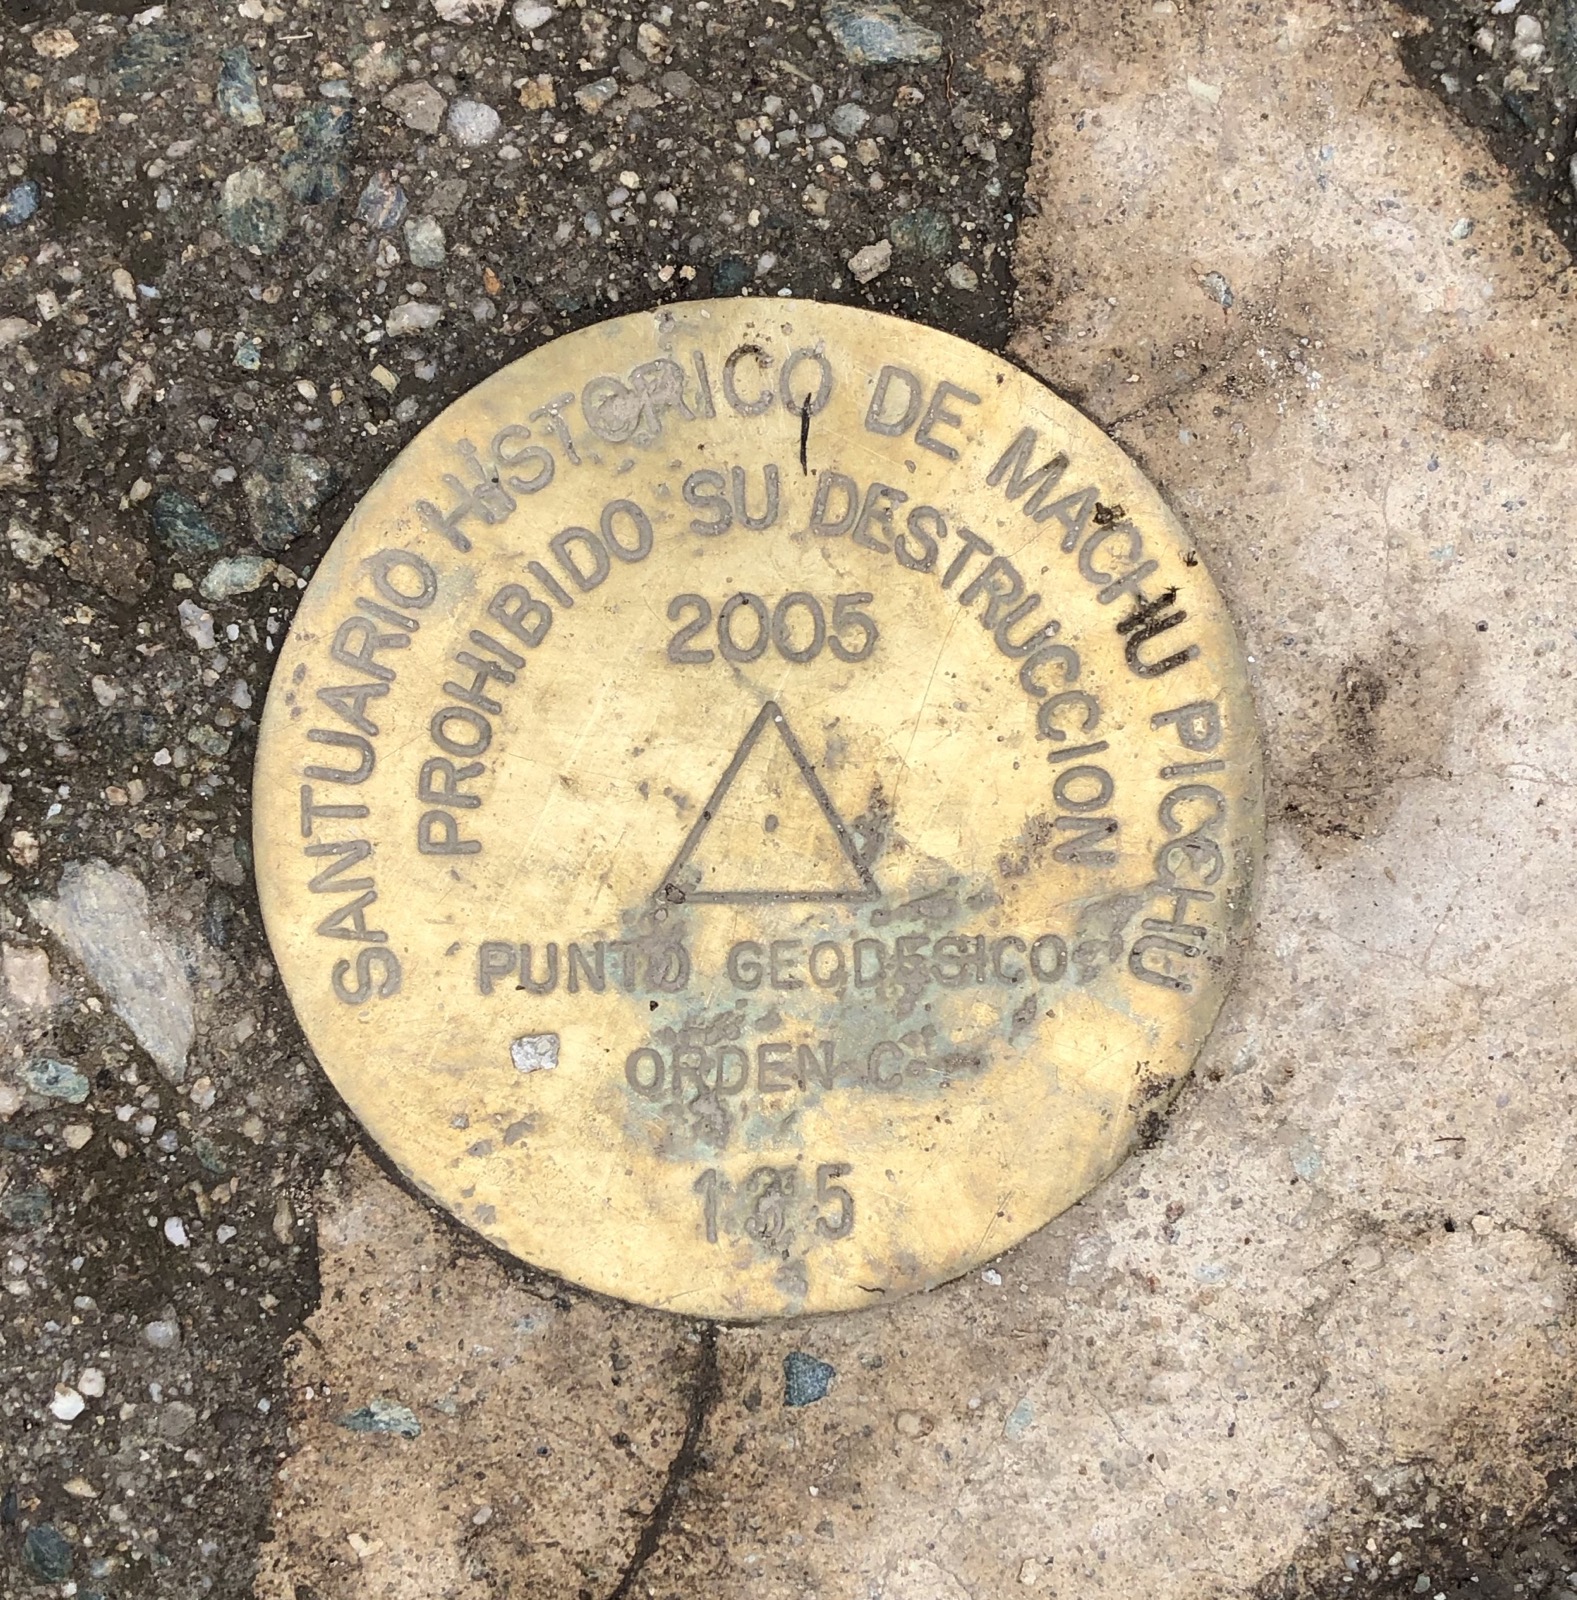 SANTUARIO HISTORICO DE MACHU PICCHU
PROHIBIDO SU DESTRUCCION
2005
PUNTO GEODESICO
ORDEN C